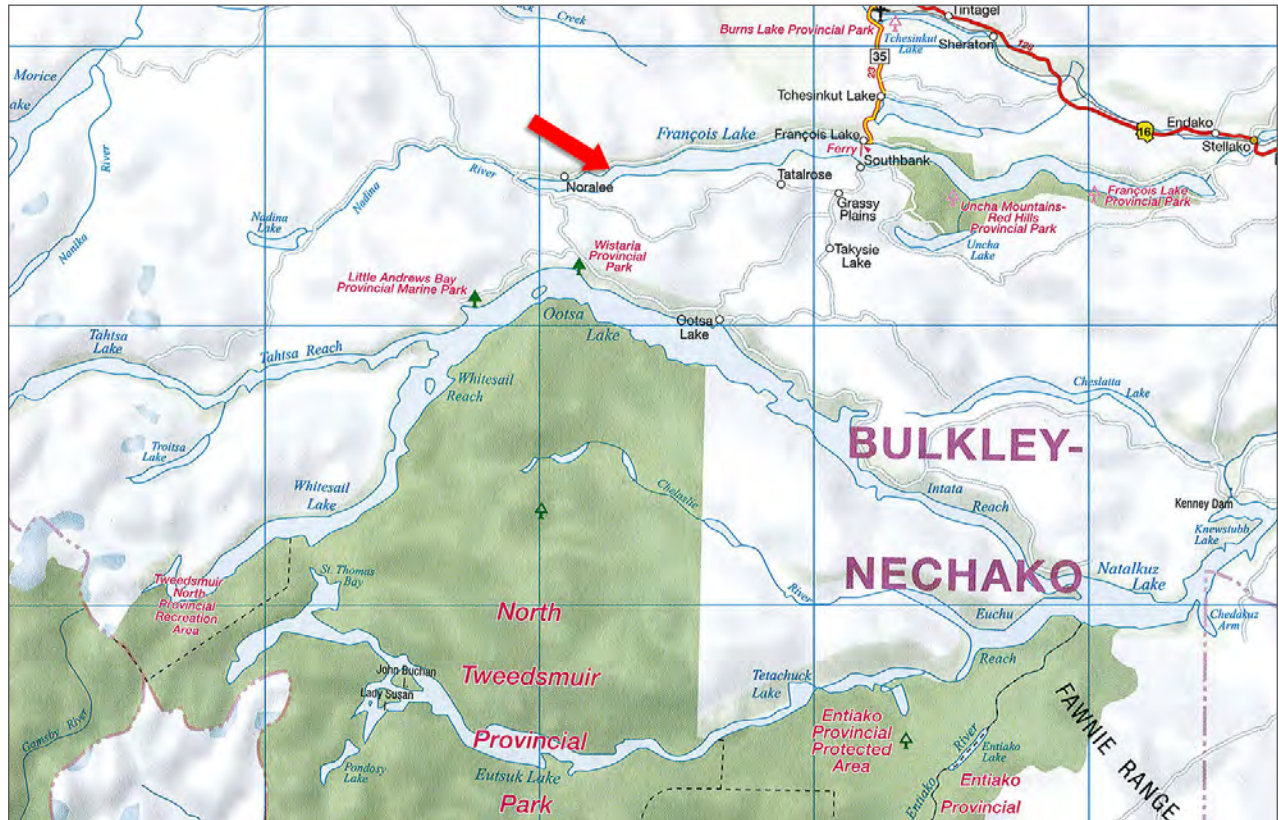 Creek
Burns Lake Provincial Park
Tintagel
Tchesinkut
Lake
Sheraton
128
35
23
Morice
ake
River
Nanika
Tchesinkut Lake
François Lake
François Lake
Ferry
Southbank
16
Endako
Stellako
River
Noralee
Nadina
Nadina
Lake
Tatalrose
Grassy
Plains
Uncha Mountains-
Red Hills
Provincial Park
François Lake
Provincial Park
Uncha
Lake
Takysie
Lake
Wistaria
Provincial
Park
Little Andrews Bay
Provincial Marine Park
Ootsa
Lake
Ootsa
Lake
Tahtsa
Lake
Tahtsa Reach
Whitesail
Reach
Troitsa
Lake
Cheslatta
Lake
BULKLEY-
NECHAKO
Whitesail
Lake
Chelaslie
River
Intata
Reach
Kenney Dam
Knewstubb
Lake
Natalkuz
Lake
Chedakuz
Arm
Euchu
Reach
Tweedsmuir
North
Provincial
Recreation
Area
St. Thomas
Bay
North
Tweedsmuir
Provincial
Park
John Buchan
Lady Susan
Pondosy
Lake
Eutsuk Lake
Gamsby River
Tetachuck
Lake
Entiako
Provincial
Protected
Area
Entiako
River
Entiako
Lake
Entiako
Provincial
FAWNIE RANGE